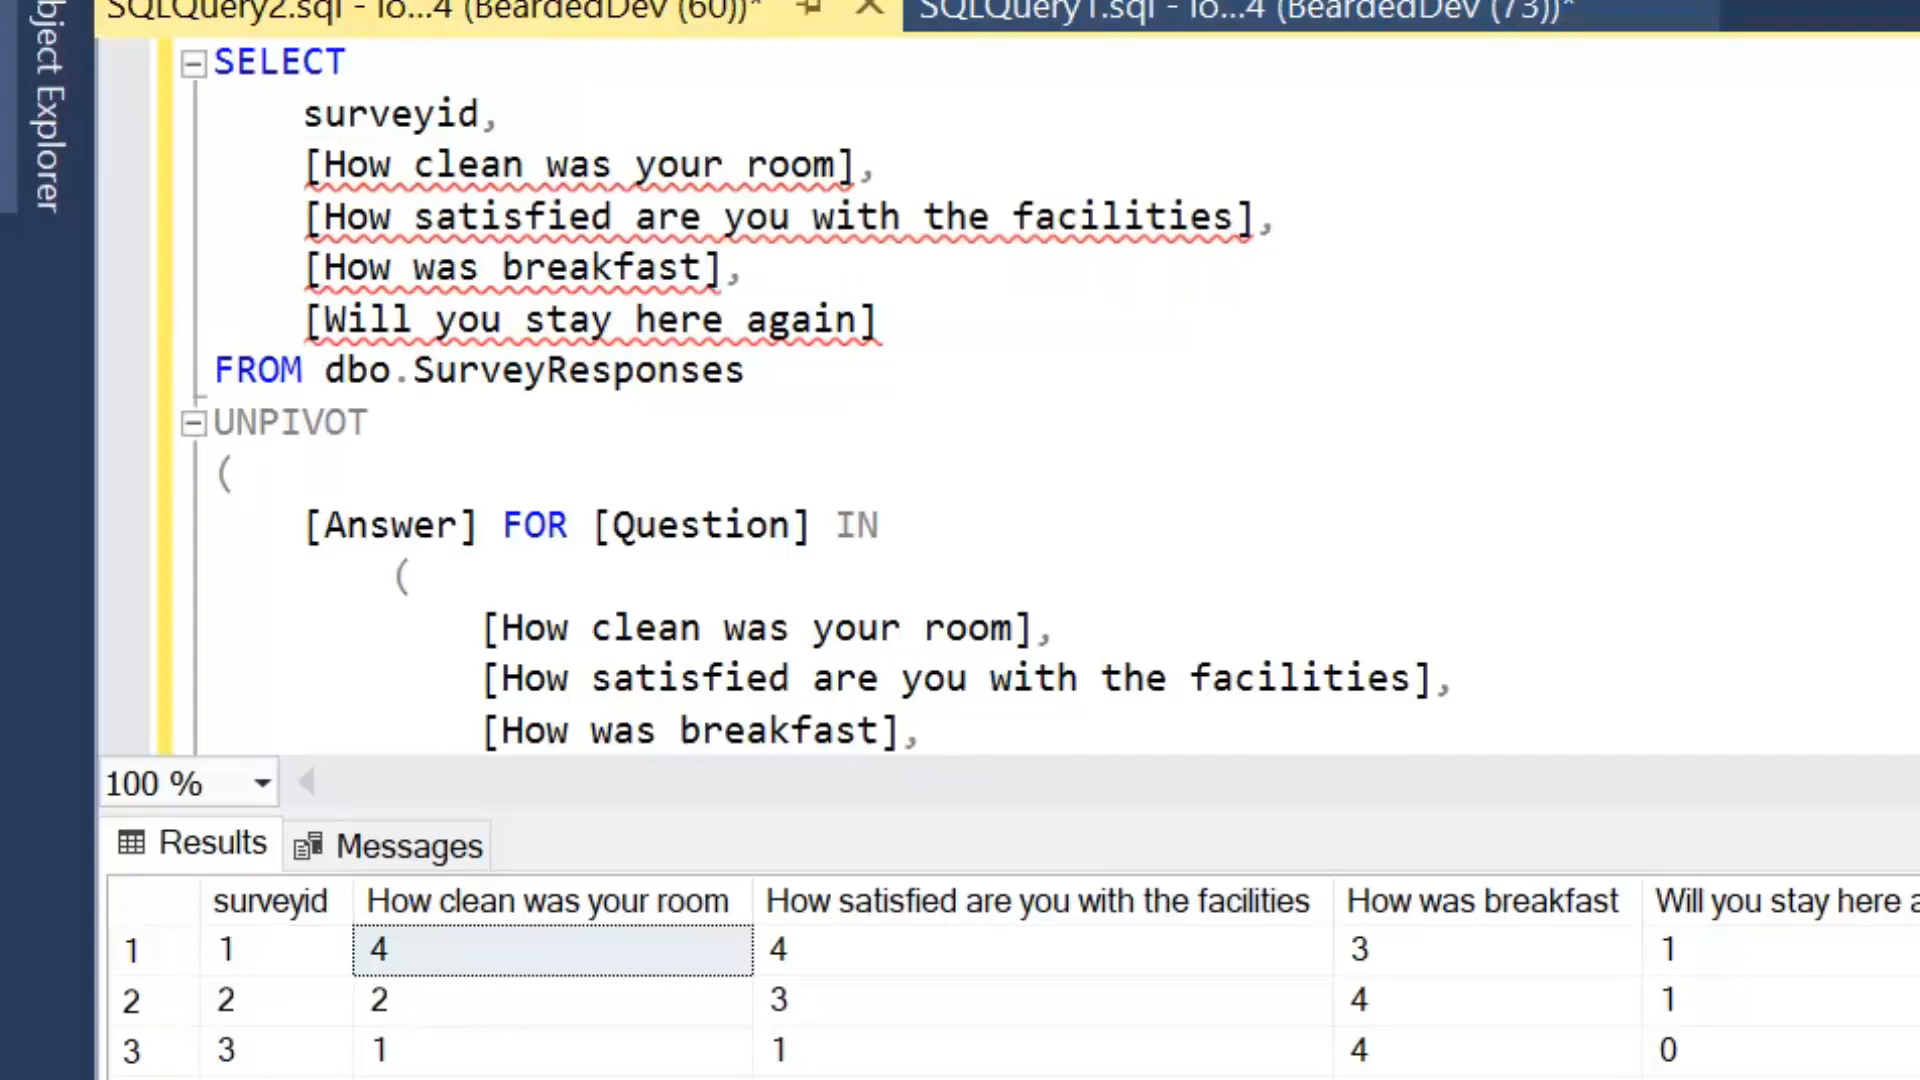 SQLQuery2.sql - lo...4 (BeardedDev (60))*
SQLQuery1.sql - lo...4 (BeardedDev (73))*
bject Explorer
SELECT
surveyid,
[How clean was your room],
[How satisfied are you with the facilities],
[How was breakfast],
[Will you stay here again]
FROM dbo.SurveyResponses
UNPIVOT
(
[Answer] FOR [Question] IN
(
[How clean was your room],
[How satisfied are you with the facilities],
[How was breakfast],
100 %
Results Messages
surveyid How clean was your room How satisfied are you with the facilities How was breakfast Will you stay here a
1 1 4 4 3 1
2 2 2 3 4 1
3 3 1 1 4 0